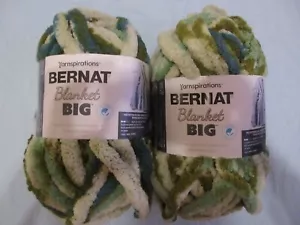 Yarnspirations
BERNAT
Blanket
BIG
Yarnspirations
BERNAT
Blanket
BIG